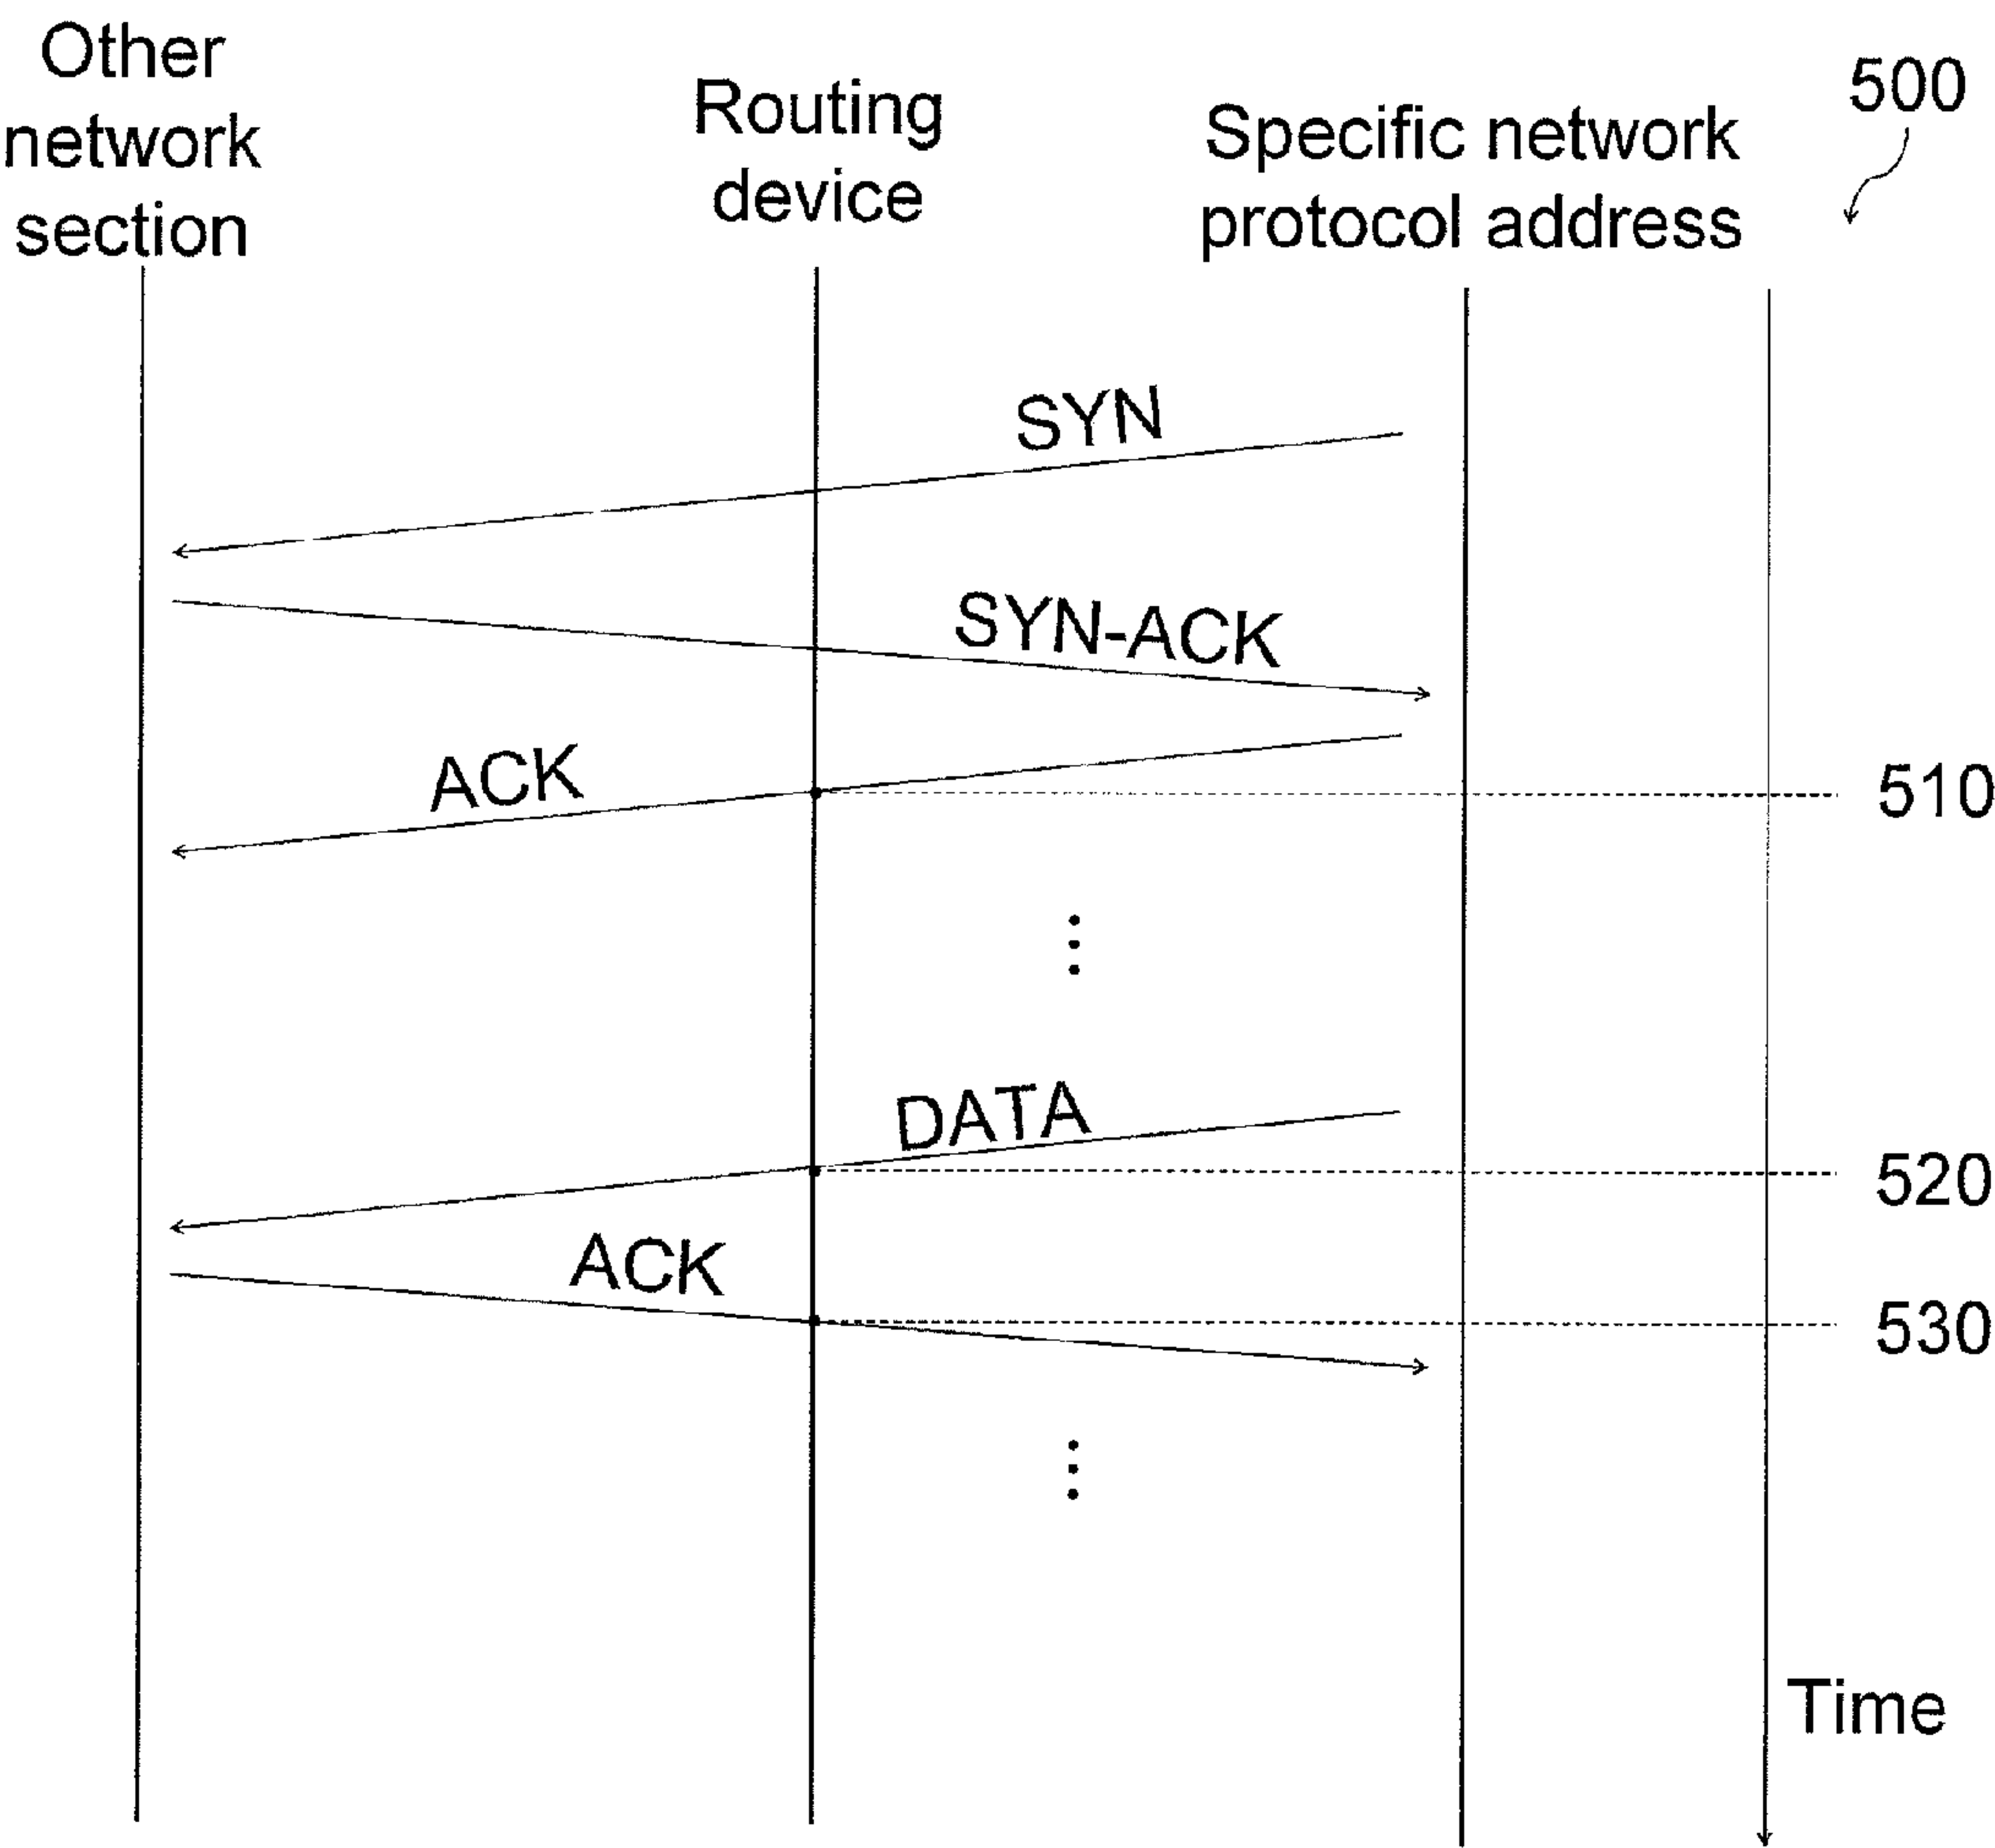 Other
network
section
Routing
device
Specific network
protocol address
500
SYN
SYN-ACK
ACK
510
DATA
520
ACK
530
Time